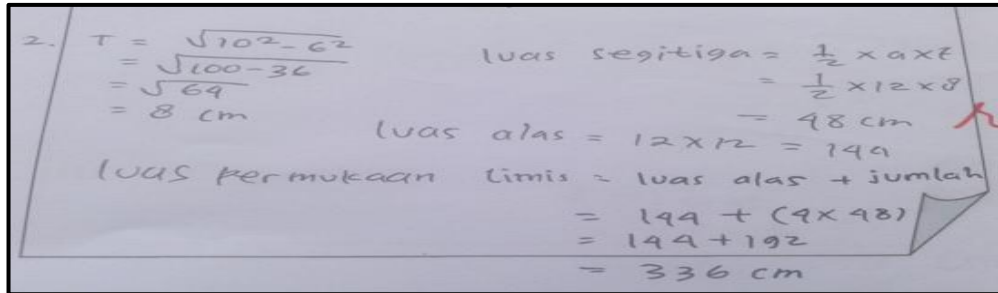 2. T = √10² - 6²
= √100 - 36
= √64
= 8 cm
luas segitiga = 1/2 x a x t
= 1/2 x 12 x 8
= 48 cm
luas alas = 12 x 12 = 144
luas permukaan limis = luas alas + jumlah
= 144 + (4 x 48)
= 144 + 192
= 336 cm